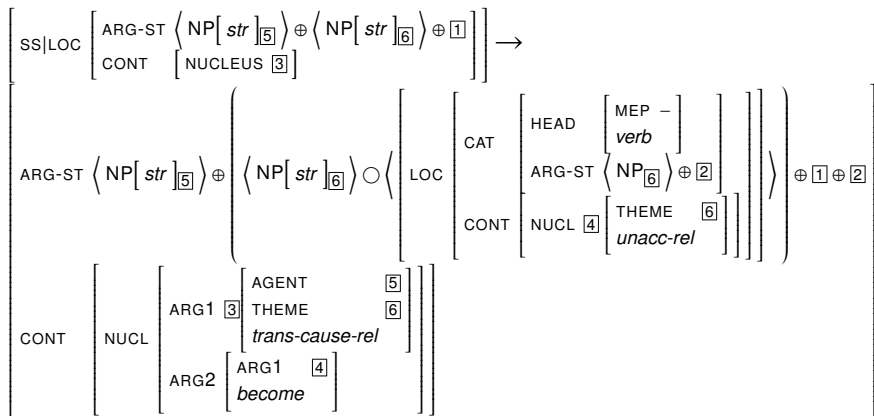 SS|LOC [ ARG-ST ⟨ NP[ str ]5 ⟩ ⊕ ⟨ NP[ str ]6 ⟩ ⊕ 1
CONT [ NUCLEUS 3 ] ] →
ARG-ST ⟨ NP[ str ]5 ⟩ ⊕ ( ⟨ NP[ str ]6 ⟩ ○ ⟨ [ LOC [ CAT [ HEAD [ MEP −
verb ]
ARG-ST ⟨ NP6 ⟩ ⊕ 2 ]
CONT [ NUCL 4 [ THEME 6
unacc-rel ] ] ] ] ⟩ ) ⊕ 1 ⊕ 2
CONT [ NUCL [ ARG1 3 [ AGENT 5
THEME 6
trans-cause-rel ]
ARG2 [ ARG1 4
become ] ] ]